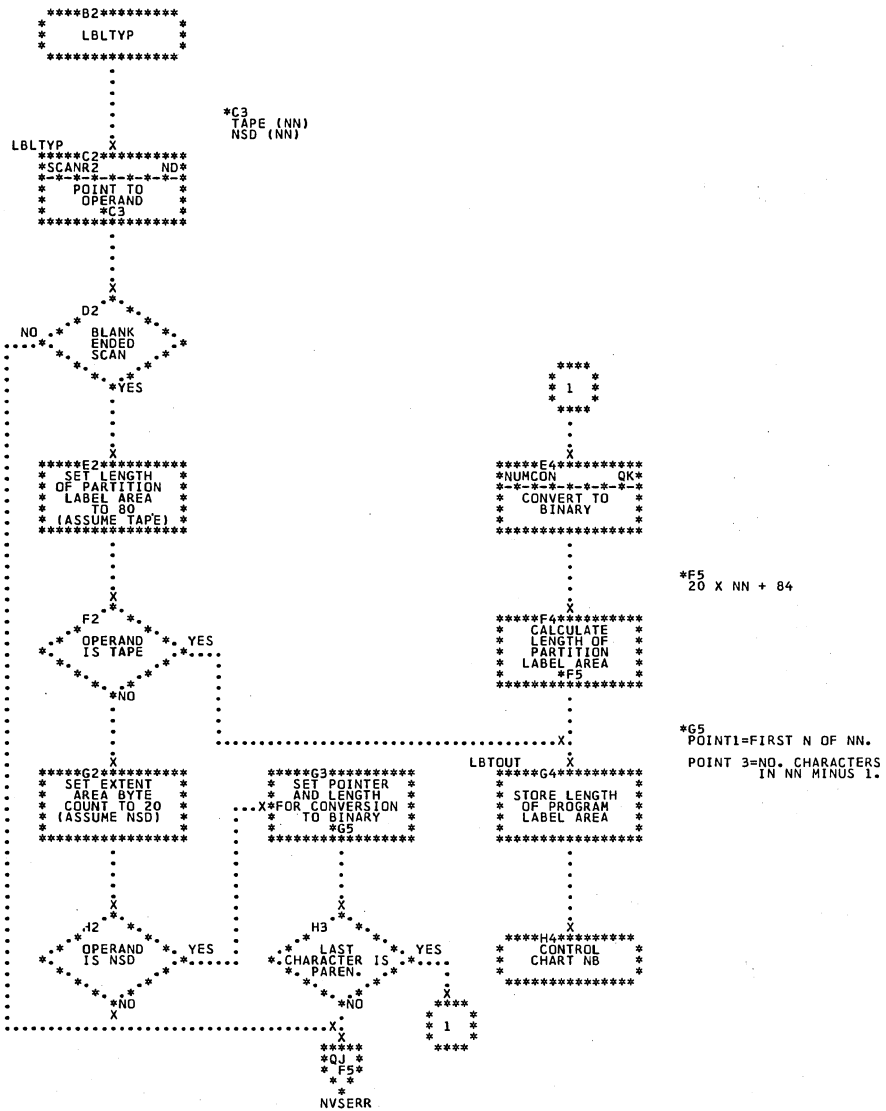 B2
LBLTYP
*C3
TAPE (NN)
NSD (NN)
LBLTYP
C2
*SCANR2 ND*
POINT TO
OPERAND
*C3
D2
NO
BLANK
ENDED
SCAN
YES
1
E2
SET LENGTH
OF PARTITION
LABEL AREA
TO 80
(ASSUME TAPE)
E4
*NUMCON QK*
CONVERT TO
BINARY
*F5
20 X NN + 84
F2
OPERAND
IS TAPE
YES
NO
F4
CALCULATE
LENGTH OF
PARTITION
LABEL AREA
*F5
*G5
POINT1=FIRST N OF NN.
POINT 3=NO. CHARACTERS
IN NN MINUS 1.
G2
SET EXTENT
AREA BYTE
COUNT TO 20
(ASSUME NSD)
G3
SET POINTER
AND LENGTH
FOR CONVERSION
TO BINARY
*G5
LBTOUT
G4
STORE LENGTH
OF PROGRAM
LABEL AREA
H2
OPERAND
IS NSD
YES
NO
H3
LAST
CHARACTER IS
PAREN.
YES
NO
H4
CONTROL
CHART NB
1
*QJ *
F5*
NVSERR